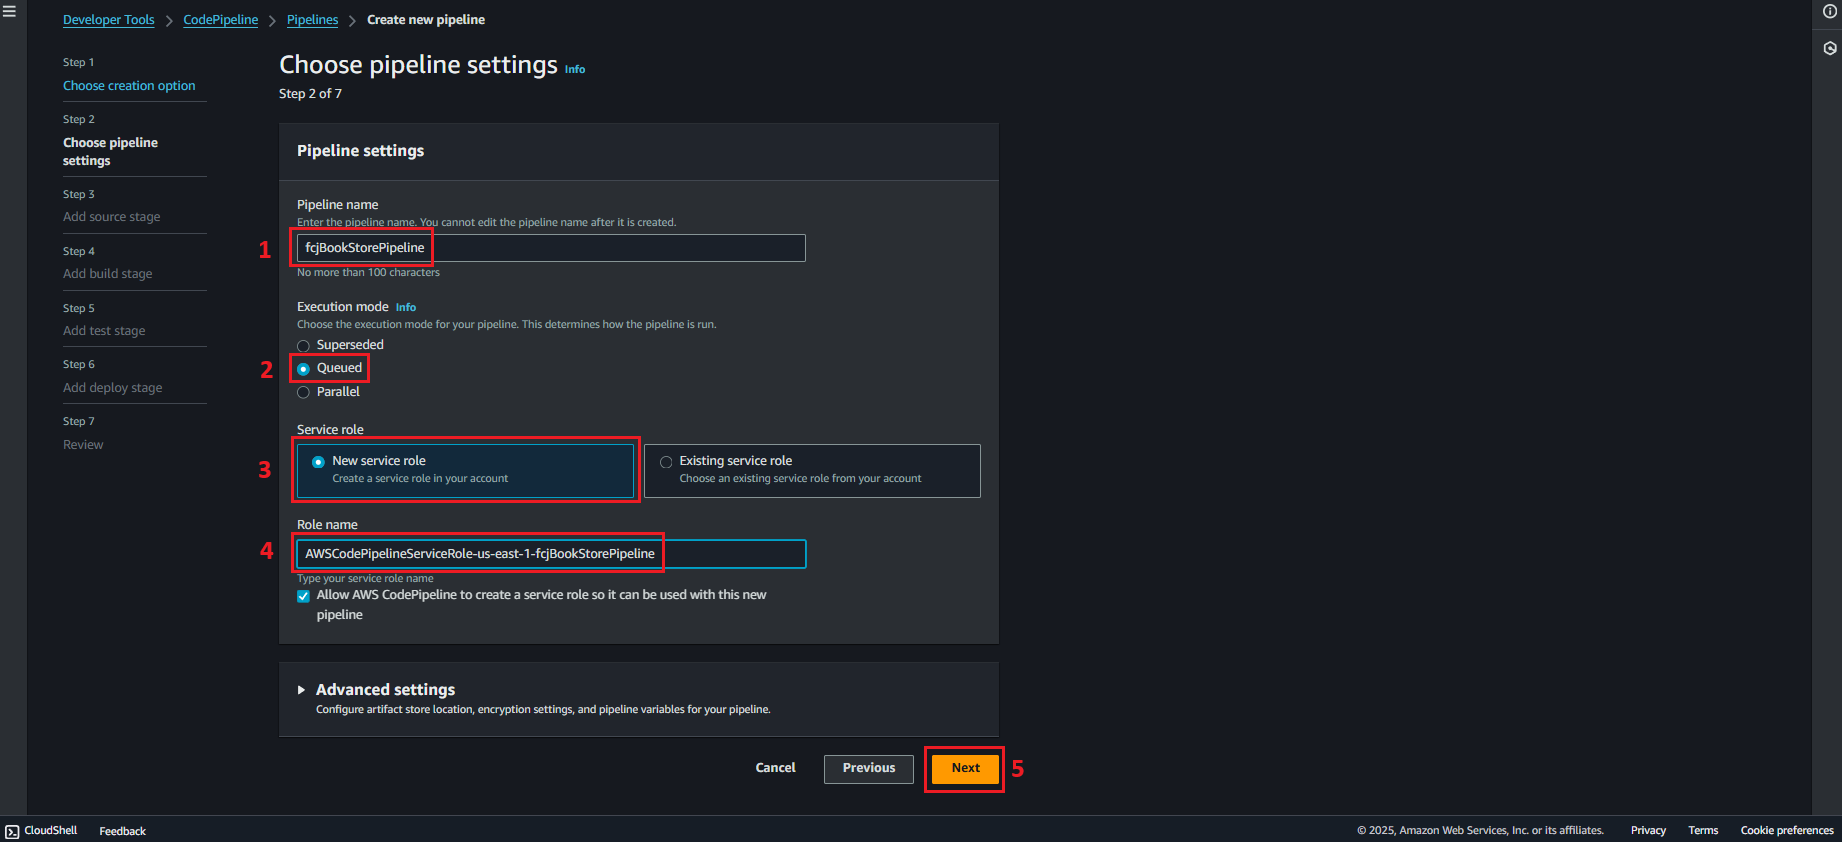 Developer Tools > CodePipeline > Pipelines > Create new pipeline
Step 1
Choose creation option
Step 2
Choose pipeline
settings
Step 3
Add source stage
Step 4
Add build stage
Step 5
Add test stage
Step 6
Add deploy stage
Step 7
Review
Choose pipeline settings Info
Step 2 of 7
Pipeline settings
Pipeline name
Enter the pipeline name. You cannot edit the pipeline name after it is created.
1 fcjBookStorePipeline
No more than 100 characters
Execution mode Info
Choose the execution mode for your pipeline. This determines how the pipeline is run.
Superseded
2 Queued
Parallel
Service role
3 New service role
Create a service role in your account
Existing service role
Choose an existing service role from your account
Role name
4 AWSCodePipelineServiceRole-us-east-1-fcjBookStorePipeline
Type your service role name
Allow AWS CodePipeline to create a service role so it can be used with this new
pipeline
Advanced settings
Configure artifact store location, encryption settings, and pipeline variables for your pipeline.
Cancel Previous Next 5
CloudShell Feedback © 2025, Amazon Web Services, Inc. or its affiliates. Privacy Terms Cookie preferences